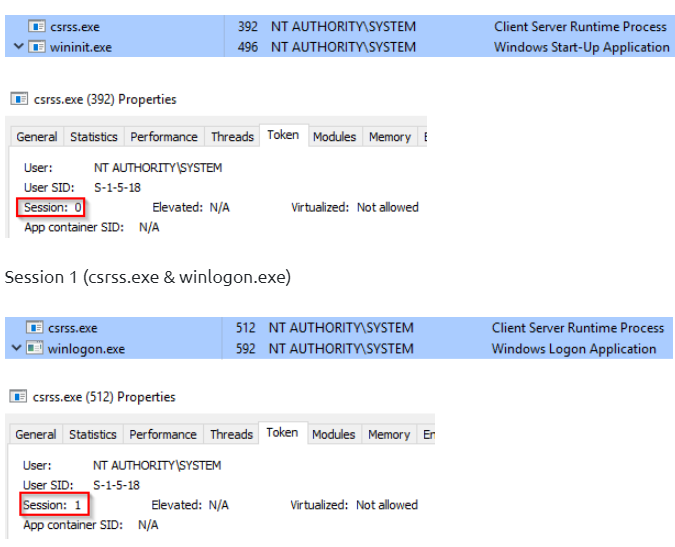 csrss.exe 392 NT AUTHORITY\SYSTEM Client Server Runtime Process
wininit.exe 496 NT AUTHORITY\SYSTEM Windows Start-Up Application
csrss.exe (392) Properties
General Statistics Performance Threads Token Modules Memory
User: NT AUTHORITY\SYSTEM
User SID: S-1-5-18
Session: 0 Elevated: N/A Virtualized: Not allowed
App container SID: N/A
Session 1 (csrss.exe & winlogon.exe)
csrss.exe 512 NT AUTHORITY\SYSTEM Client Server Runtime Process
winlogon.exe 592 NT AUTHORITY\SYSTEM Windows Logon Application
csrss.exe (512) Properties
General Statistics Performance Threads Token Modules Memory En
User: NT AUTHORITY\SYSTEM
User SID: S-1-5-18
Session: 1 Elevated: N/A Virtualized: Not allowed
App container SID: N/A